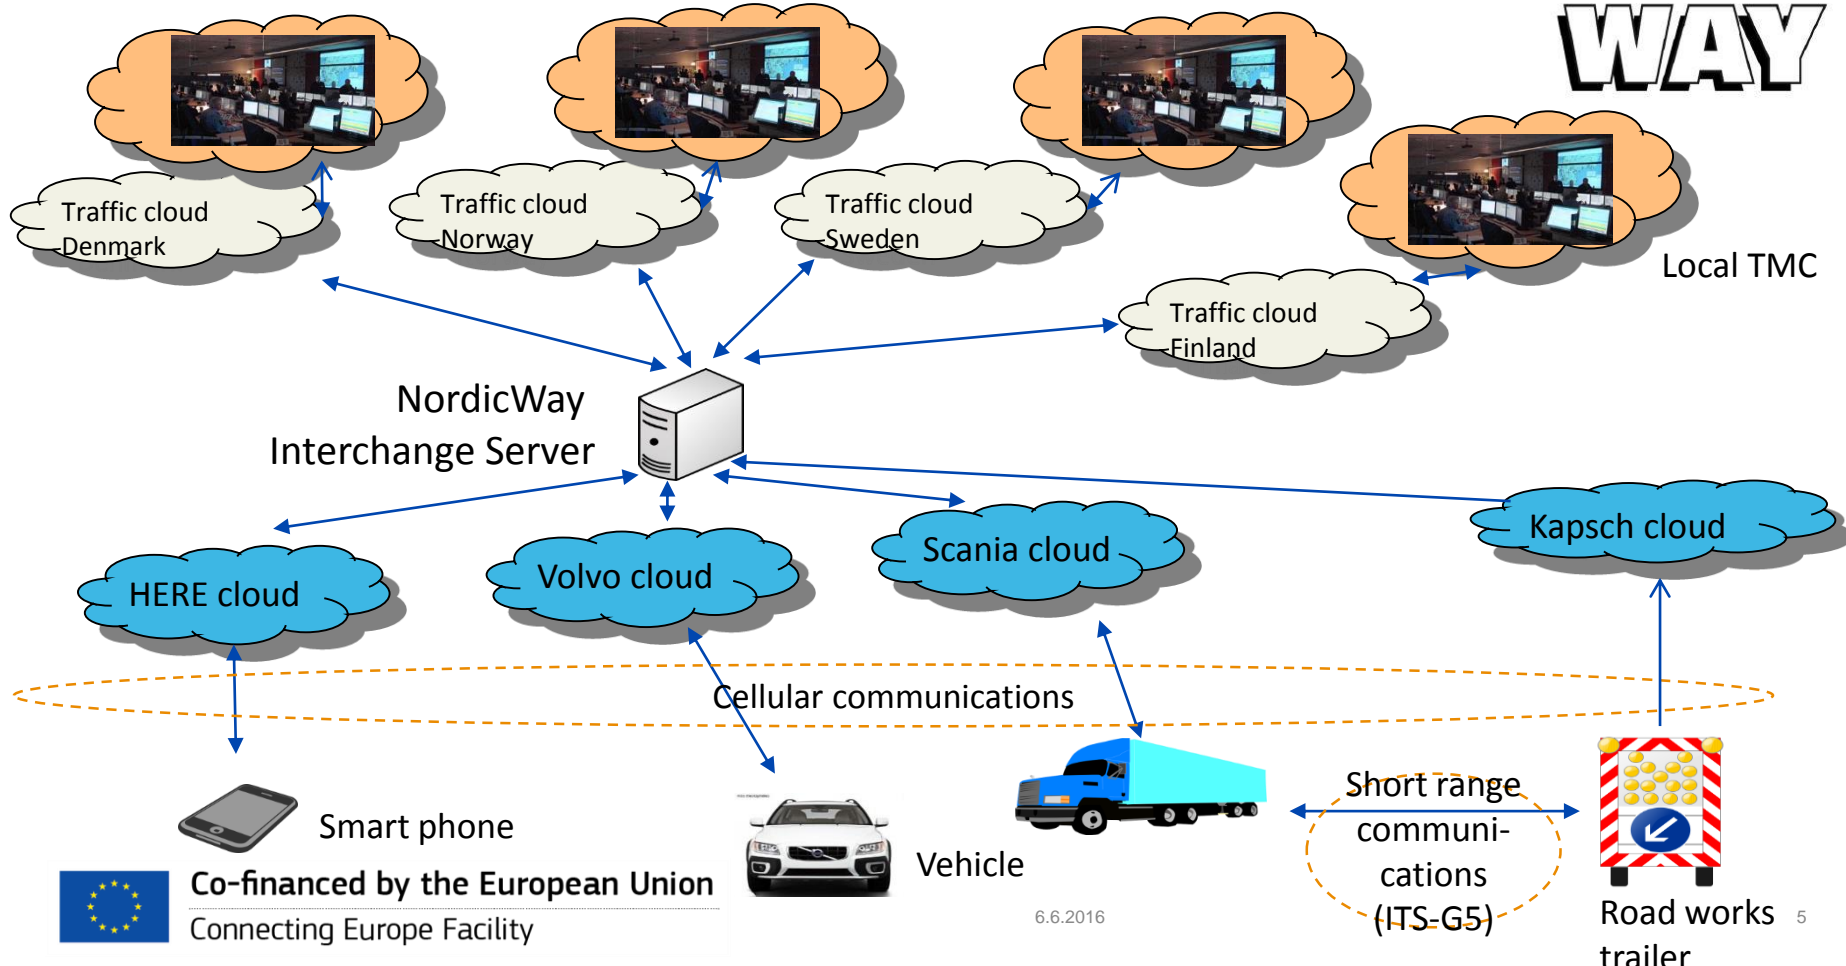 WAY
Traffic cloud
Denmark
Traffic cloud
Norway
Traffic cloud
Sweden
Local TMC
Traffic cloud
Finland
NordicWay
Interchange Server
HERE cloud
Volvo cloud
Scania cloud
Kapsch cloud
Cellular communications
Smart phone
Vehicle
Short range
communi-
cations
(ITS-G5)
Road works
trailer
Co-financed by the European Union
Connecting Europe Facility
6.6.2016
5